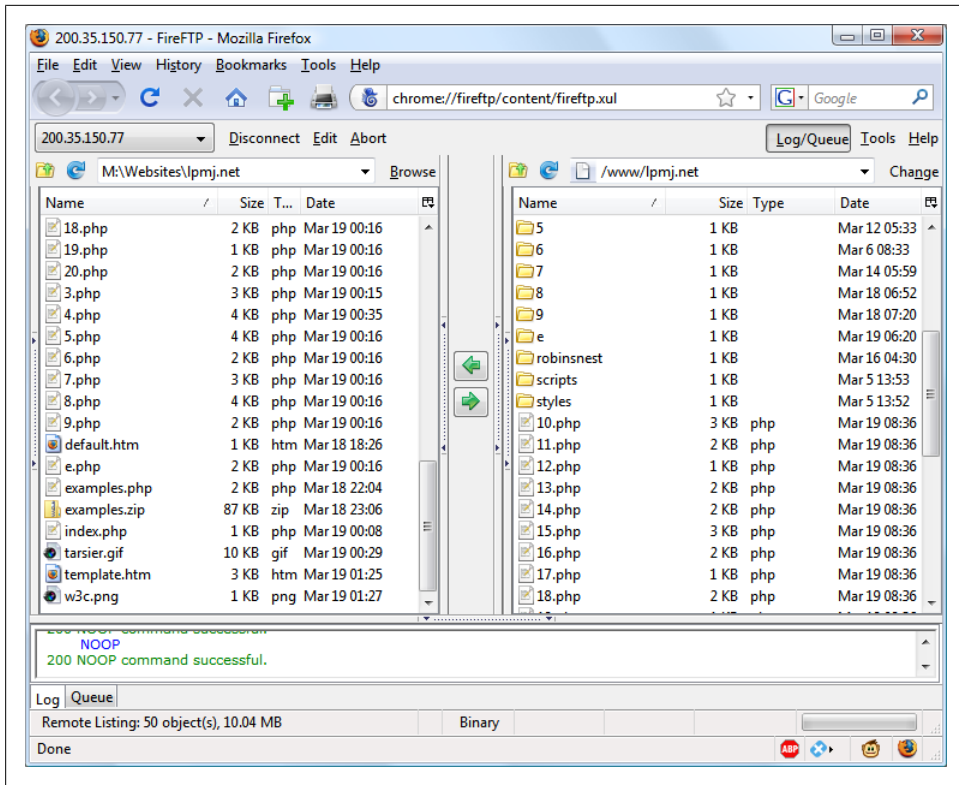 200.35.150.77 - FireFTP - Mozilla Firefox
File Edit View History Bookmarks Tools Help
chrome://fireftp/content/fireftp.xul
G Google
200.35.150.77 Disconnect Edit Abort Log/Queue Tools Help
M:\Websites\lpmj.net Browse /www/lpmj.net Change
Name Size T... Date Name Size Type Date
18.php 2 KB php Mar 19 00:16 5 1 KB Mar 12 05:33
19.php 1 KB php Mar 19 00:16 6 1 KB Mar 6 08:33
20.php 2 KB php Mar 19 00:16 7 1 KB Mar 14 05:59
3.php 3 KB php Mar 19 00:15 8 1 KB Mar 18 06:52
4.php 4 KB php Mar 19 00:35 9 1 KB Mar 18 07:20
5.php 4 KB php Mar 19 00:16 e 1 KB Mar 19 06:20
6.php 2 KB php Mar 19 00:16 robinsnest 1 KB Mar 16 04:30
7.php 3 KB php Mar 19 00:16 scripts 1 KB Mar 5 13:53
8.php 4 KB php Mar 19 00:16 styles 1 KB Mar 5 13:52
9.php 2 KB php Mar 19 00:16 10.php 3 KB php Mar 19 08:36
default.htm 1 KB htm Mar 18 18:26 11.php 2 KB php Mar 19 08:36
e.php 2 KB php Mar 19 00:16 12.php 1 KB php Mar 19 08:36
examples.php 2 KB php Mar 18 22:04 13.php 2 KB php Mar 19 08:36
examples.zip 87 KB zip Mar 18 23:06 14.php 2 KB php Mar 19 08:36
index.php 1 KB php Mar 19 00:08 15.php 3 KB php Mar 19 08:36
tarsier.gif 10 KB gif Mar 19 00:29 16.php 2 KB php Mar 19 08:36
template.htm 3 KB htm Mar 19 01:25 17.php 1 KB php Mar 19 08:36
w3c.png 1 KB png Mar 19 01:27 18.php 2 KB php Mar 19 08:36
200 NOOP command successful.
NOOP
200 NOOP command successful.
Log Queue
Remote Listing: 50 object(s), 10.04 MB Binary
Done ABP